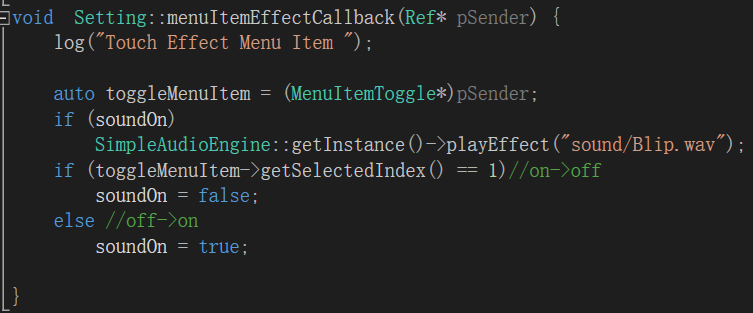 void  Setting::menuItemEffectCallback(Ref* pSender) {
    log("Touch Effect Menu Item ");
    auto toggleMenuItem = (MenuItemToggle*)pSender;
    if (soundOn)
        SimpleAudioEngine::getInstance()->playEffect("sound/Blip.wav");
    if (toggleMenuItem->getSelectedIndex() == 1)//on->off
        soundOn = false;
    else //off->on
        soundOn = true;
}